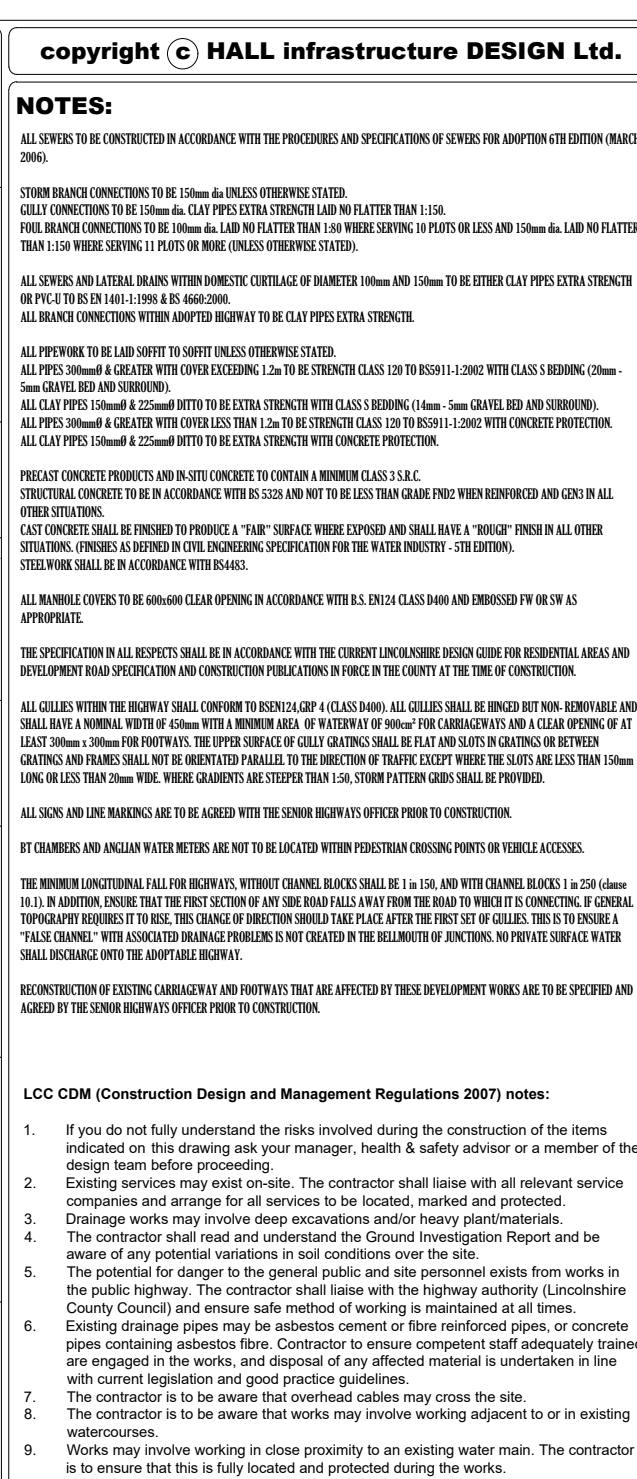 copyright © HALL infrastructure DESIGN Ltd.
NOTES:
ALL SEWERS TO BE CONSTRUCTED IN ACCORDANCE WITH THE PROCEDURES AND SPECIFICATIONS OF SEWERS FOR ADOPTION 6TH EDITION (MARCH
2006).
STORM BRANCH CONNECTIONS TO BE 150mm dia UNLESS OTHERWISE STATED.
GULLY CONNECTIONS TO BE 150mm dia. CLAY PIPES EXTRA STRENGTH LAID NO FLATTER THAN 1:150.
FOUL BRANCH CONNECTIONS TO BE 100mm dia. LAID NO FLATTER THAN 1:80 WHERE SERVING 10 PLOTS OR LESS AND 150mm dia. LAID NO FLATTER
THAN 1:150 WHERE SERVING 11 PLOTS OR MORE (UNLESS OTHERWISE STATED).
ALL SEWERS AND LATERAL DRAINS WITHIN DOMESTIC CURTILAGE OF DIAMETER 100mm AND 150mm TO BE EITHER CLAY PIPES EXTRA STRENGTH
OR PVC-U TO BS EN 1401-1:1998 & BS 4660:2000.
ALL BRANCH CONNECTIONS WITHIN ADOPTED HIGHWAY TO BE CLAY PIPES EXTRA STRENGTH.
ALL PIPEWORK TO BE LAID SOFFIT TO SOFFIT UNLESS OTHERWISE STATED.
ALL PIPES 300mmØ & GREATER WITH COVER EXCEEDING 1.2m TO BE STRENGTH CLASS 120 TO BS5911-1:2002 WITH CLASS S BEDDING (20mm -
5mm GRAVEL BED AND SURROUND).
ALL CLAY PIPES 150mmØ & 225mmØ DITTO TO BE EXTRA STRENGTH WITH CLASS S BEDDING (14mm - 5mm GRAVEL BED AND SURROUND).
ALL PIPES 300mmØ & GREATER WITH COVER LESS THAN 1.2m TO BE STRENGTH CLASS 120 TO BS5911-1:2002 WITH CONCRETE PROTECTION.
ALL CLAY PIPES 150mmØ & 225mmØ DITTO TO BE EXTRA STRENGTH WITH CONCRETE PROTECTION.
PRECAST CONCRETE PRODUCTS AND IN-SITU CONCRETE TO CONTAIN A MINIMUM CLASS 3 S.R.C.
STRUCTURAL CONCRETE TO BE IN ACCORDANCE WITH BS 5328 AND NOT TO BE LESS THAN GRADE FND2 WHEN REINFORCED AND GEN3 IN ALL
OTHER SITUATIONS.
CAST CONCRETE SHALL BE FINISHED TO PRODUCE A "FAIR" SURFACE WHERE EXPOSED AND SHALL HAVE A "ROUGH" FINISH IN ALL OTHER
SITUATIONS. (FINISHES AS DEFINED IN CIVIL ENGINEERING SPECIFICATION FOR THE WATER INDUSTRY - 5TH EDITION).
STEELWORK SHALL BE IN ACCORDANCE WITH BS4483.
ALL MANHOLE COVERS TO BE 600x600 CLEAR OPENING IN ACCORDANCE WITH B.S. EN124 CLASS D400 AND EMBOSSED FW OR SW AS
APPROPRIATE.
THE SPECIFICATION IN ALL RESPECTS SHALL BE IN ACCORDANCE WITH THE CURRENT LINCOLNSHIRE DESIGN GUIDE FOR RESIDENTIAL AREAS AND
DEVELOPMENT ROAD SPECIFICATION AND CONSTRUCTION PUBLICATIONS IN FORCE IN THE COUNTY AT THE TIME OF CONSTRUCTION.
ALL GULLIES WITHIN THE HIGHWAY SHALL CONFORM TO BSEN124,GRP 4 (CLASS D400). ALL GULLIES SHALL BE HINGED BUT NON- REMOVABLE AND
SHALL HAVE A NOMINAL WIDTH OF 450mm WITH A MINIMUM AREA OF WATERWAY OF 900cm² FOR CARRIAGEWAYS AND A CLEAR OPENING OF AT
LEAST 300mm x 300mm FOR FOOTWAYS. THE UPPER SURFACE OF GULLY GRATINGS SHALL BE FLAT AND SLOTS IN GRATINGS OR BETWEEN
GRATINGS AND FRAMES SHALL NOT BE ORIENTATED PARALLEL TO THE DIRECTION OF TRAFFIC EXCEPT WHERE THE SLOTS ARE LESS THAN 150mm
LONG OR LESS THAN 20mm WIDE. WHERE GRADIENTS ARE STEEPER THAN 1:50, STORM PATTERN GRIDS SHALL BE PROVIDED.
ALL SIGNS AND LINE MARKINGS ARE TO BE AGREED WITH THE SENIOR HIGHWAYS OFFICER PRIOR TO CONSTRUCTION.
BT CHAMBERS AND ANGLIAN WATER METERS ARE NOT TO BE LOCATED WITHIN PEDESTRIAN CROSSING POINTS OR VEHICLE ACCESSES.
THE MINIMUM LONGITUDINAL FALL FOR HIGHWAYS, WITHOUT CHANNEL BLOCKS SHALL BE 1 in 150, AND WITH CHANNEL BLOCKS 1 in 250 (clause
10.1). IN ADDITION, ENSURE THAT THE FIRST SECTION OF ANY SIDE ROAD FALLS AWAY FROM THE ROAD TO WHICH IT IS CONNECTING. IF GENERAL
TOPOGRAPHY REQUIRES IT TO RISE, THIS CHANGE OF DIRECTION SHOULD TAKE PLACE AFTER THE FIRST SET OF GULLIES. THIS IS TO ENSURE A
"FALSE CHANNEL" WITH ASSOCIATED DRAINAGE PROBLEMS IS NOT CREATED IN THE BELLMOUTH OF JUNCTIONS. NO PRIVATE SURFACE WATER
SHALL DISCHARGE ONTO THE ADOPTABLE HIGHWAY.
RECONSTRUCTION OF EXISTING CARRIAGEWAY AND FOOTWAYS THAT ARE AFFECTED BY THESE DEVELOPMENT WORKS ARE TO BE SPECIFIED AND
AGREED BY THE SENIOR HIGHWAYS OFFICER PRIOR TO CONSTRUCTION.
LCC CDM (Construction Design and Management Regulations 2007) notes:
1. If you do not fully understand the risks involved during the construction of the items
indicated on this drawing ask your manager, health & safety advisor or a member of the
design team before proceeding.
2. Existing services may exist on-site. The contractor shall liaise with all relevant service
companies and arrange for all services to be located, marked and protected.
3. Drainage works may involve deep excavations and/or heavy plant/materials.
4. The contractor shall read and understand the Ground Investigation Report and be
aware of any potential variations in soil conditions over the site.
5. The potential for danger to the general public and site personnel exists from works in
the public highway. The contractor shall liaise with the highway authority (Lincolnshire
County Council) and ensure safe method of working is maintained at all times.
6. Existing drainage pipes may be asbestos cement or fibre reinforced pipes, or concrete
pipes containing asbestos fibre. Contractor to ensure competent staff adequately trained
are engaged in the works, and disposal of any affected material is undertaken in line
with current legislation and good practice guidelines.
7. The contractor is to be aware that overhead cables may cross the site.
8. The contractor is to be aware that works may involve working adjacent to or in existing
watercourses.
9. Works may involve working in close proximity to an existing water main. The contractor
is to ensure that this is fully located and protected during the works.